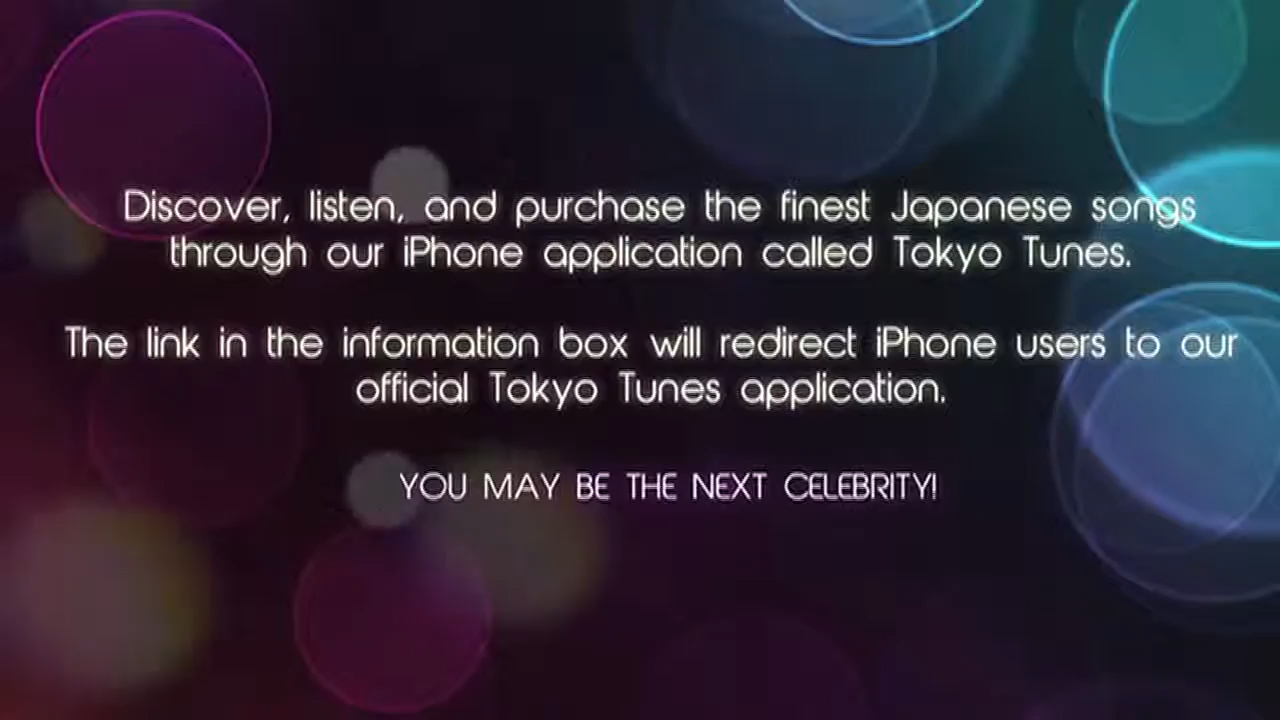 Discover, listen, and purchase the finest Japanese songs
through our iPhone application called Tokyo Tunes.
The link in the information box will redirect iPhone users to our
official Tokyo Tunes application.
YOU MAY BE THE NEXT CELEBRITY!